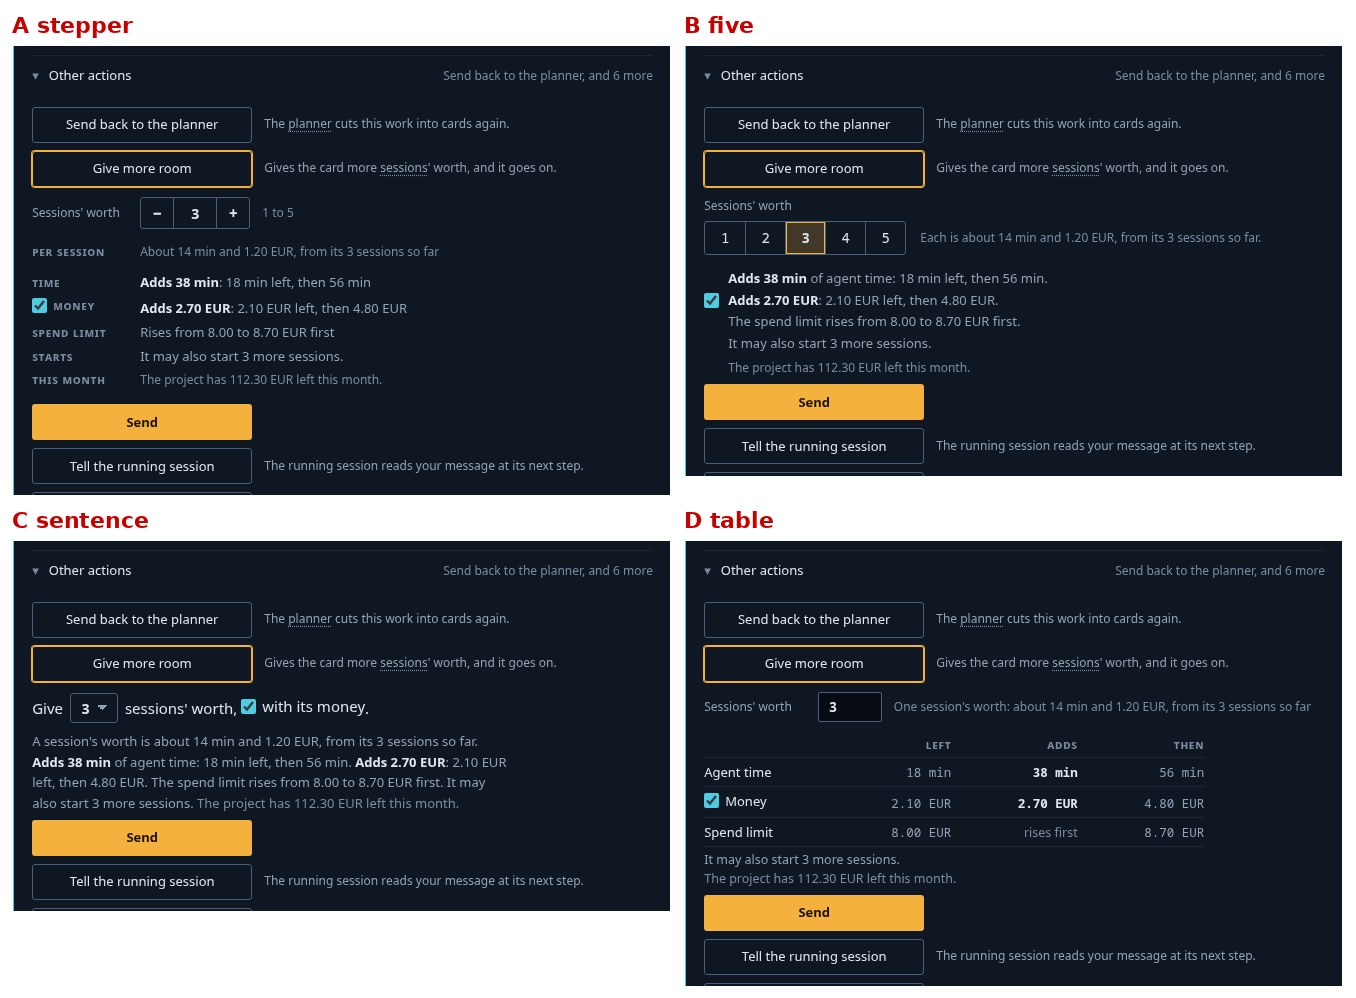 A stepper
▾ Other actions Send back to the planner, and 6 more
Send back to the planner The planner cuts this work into cards again.
Give more room Gives the card more sessions' worth, and it goes on.
Sessions' worth − 3 + 1 to 5
PER SESSION About 14 min and 1.20 EUR, from its 3 sessions so far
TIME Adds 38 min: 18 min left, then 56 min
MONEY Adds 2.70 EUR: 2.10 EUR left, then 4.80 EUR
SPEND LIMIT Rises from 8.00 to 8.70 EUR first
STARTS It may also start 3 more sessions.
THIS MONTH The project has 112.30 EUR left this month.
Send
Tell the running session The running session reads your message at its next step.
B five
▾ Other actions Send back to the planner, and 6 more
Send back to the planner The planner cuts this work into cards again.
Give more room Gives the card more sessions' worth, and it goes on.
Sessions' worth
1 2 3 4 5 Each is about 14 min and 1.20 EUR, from its 3 sessions so far.
Adds 38 min of agent time: 18 min left, then 56 min.
Adds 2.70 EUR: 2.10 EUR left, then 4.80 EUR.
The spend limit rises from 8.00 to 8.70 EUR first.
It may also start 3 more sessions.
The project has 112.30 EUR left this month.
Send
Tell the running session The running session reads your message at its next step.
C sentence
▾ Other actions Send back to the planner, and 6 more
Send back to the planner The planner cuts this work into cards again.
Give more room Gives the card more sessions' worth, and it goes on.
Give 3 sessions' worth, with its money.
A session's worth is about 14 min and 1.20 EUR, from its 3 sessions so far.
Adds 38 min of agent time: 18 min left, then 56 min. Adds 2.70 EUR: 2.10 EUR
left, then 4.80 EUR. The spend limit rises from 8.00 to 8.70 EUR first. It may
also start 3 more sessions. The project has 112.30 EUR left this month.
Send
Tell the running session The running session reads your message at its next step.
D table
▾ Other actions Send back to the planner, and 6 more
Send back to the planner The planner cuts this work into cards again.
Give more room Gives the card more sessions' worth, and it goes on.
Sessions' worth 3 One session's worth: about 14 min and 1.20 EUR, from its 3 sessions so far
LEFT ADDS THEN
Agent time 18 min 38 min 56 min
Money 2.10 EUR 2.70 EUR 4.80 EUR
Spend limit 8.00 EUR rises first 8.70 EUR
It may also start 3 more sessions.
The project has 112.30 EUR left this month.
Send
Tell the running session The running session reads your message at its next step.